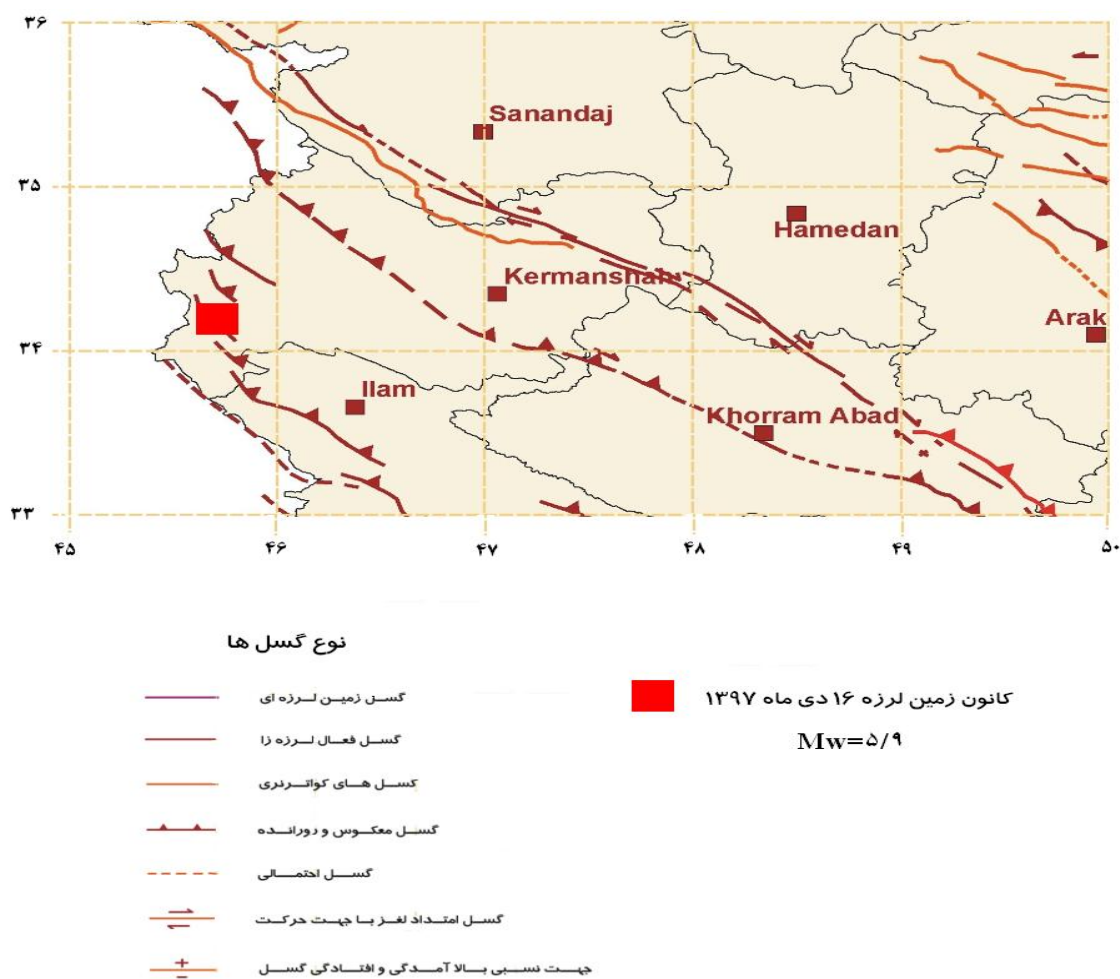 ۳۶
Sanandaj
۳۵
Hamedan
Kermanshah
Arak
۳۴
Ilam
Khorram Abad
۳۳
۴۵ ۴۶ ۴۷ ۴۸ ۴۹ ۵۰
نوع گسل ها
گسل زمین لرزه ای
گسل فعال لرزه زا
گسل های کواترنری
گسل معکوس و رورانده
گسل احتمالی
گسل امتداد لغز با جهت حرکت
جهت نسبی بالا آمدگی و افتادگی گسل
کانون زمین لرزه ۱۶ دی ماه ۱۳۹۷
Mw=۵/۹